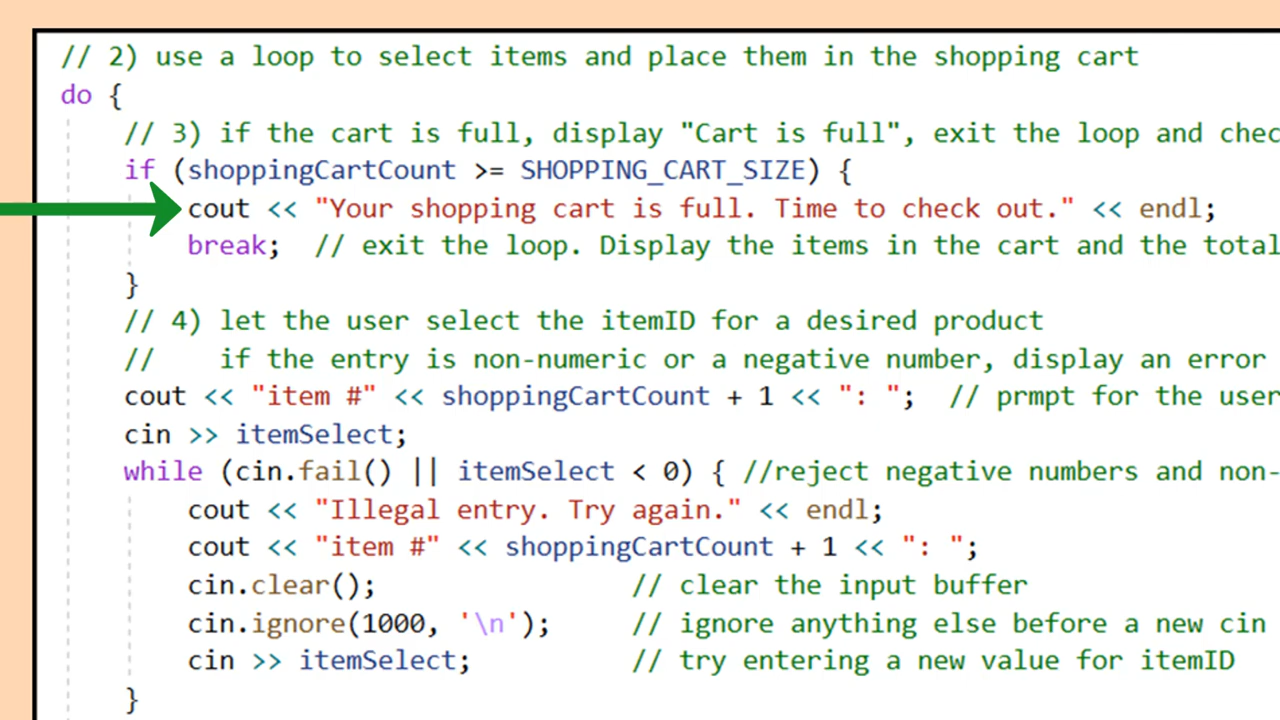 // 2) use a loop to select items and place them in the shopping cart
do {
// 3) if the cart is full, display "Cart is full", exit the loop and
if (shoppingCartCount >= SHOPPING_CART_SIZE) {
cout << "Your shopping cart is full. Time to check out." << endl;
break;  // exit the loop. Display the items in the cart and the total
}
// 4) let the user select the itemID for a desired product
//    if the entry is non-numeric or a negative number, display an error
cout << "item #" << shoppingCartCount + 1 << ": ";  // prmpt for the user
cin >> itemSelect;
while (cin.fail() || itemSelect < 0) { //reject negative numbers and non-
cout << "Illegal entry. Try again." << endl;
cout << "item #" << shoppingCartCount + 1 << ": ";
cin.clear();                // clear the input buffer
cin.ignore(1000, '\n');     // ignore anything else before a new cin
cin >> itemSelect;          // try entering a new value for itemID
}